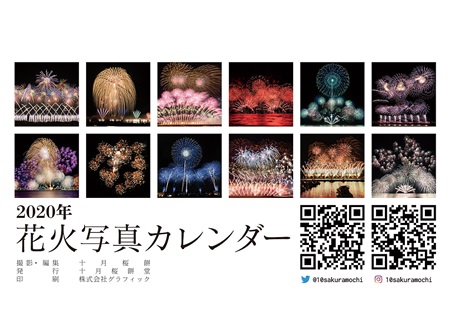 2020年
花火写真カレンダー
撮影・編集 十月桜餅
発行 十月桜餅堂
印刷 株式会社グラフィック
@10sakuramochi 10sakuramochi